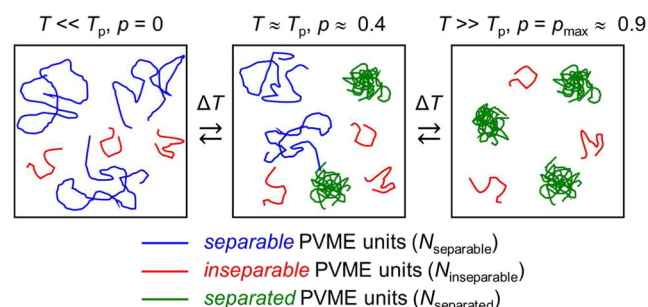 T << Tp, p = 0
T ≈ Tp, p ≈ 0.4
T >> Tp, p = pmax ≈ 0.9
ΔT
ΔT
separable PVME units (Nseparable)
inseparable PVME units (Ninseparable)
separated PVME units (Nseparated)